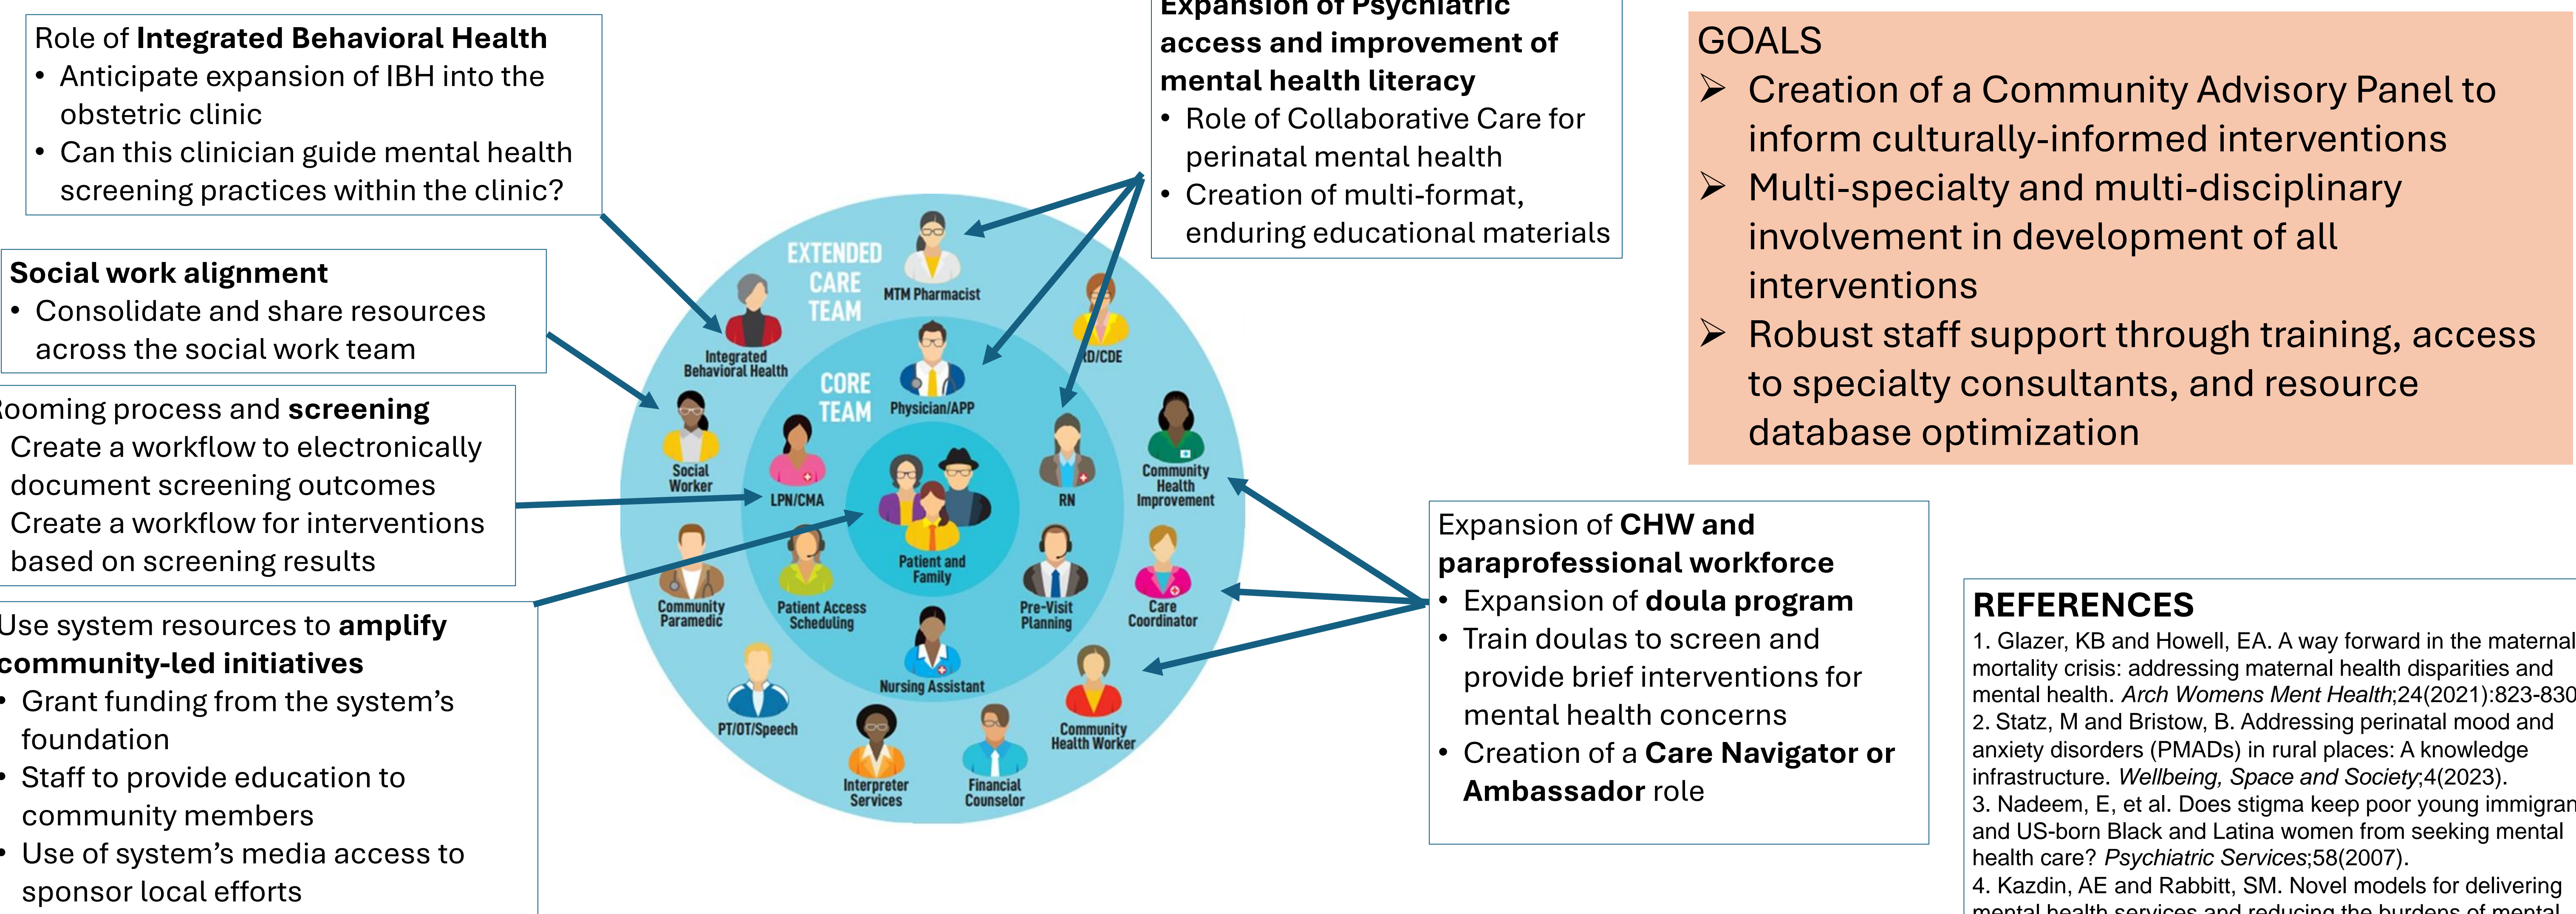 Role of Integrated Behavioral Health
• Anticipate expansion of IBH into the
obstetric clinic
• Can this clinician guide mental health
screening practices within the clinic?
Social work alignment
• Consolidate and share resources
across the social work team
ooming process and screening
Create a workflow to electronically
document screening outcomes
Create a workflow for interventions
based on screening results
Use system resources to amplify
community-led initiatives
• Grant funding from the system’s
foundation
• Staff to provide education to
community members
• Use of system’s media access to
sponsor local efforts
Expansion of Psychiatric
access and improvement of
mental health literacy
• Role of Collaborative Care for
perinatal mental health
• Creation of multi-format,
enduring educational materials
EXTENDED
CARE
TEAM
MTM Pharmacist
Integrated
Behavioral Health
RD/CDE
CORE
TEAM
Physician/APP
Social
Worker
LPN/CMA
RN
Community
Health
Improvement
Patient and
Family
Community
Paramedic
Patient Access
Scheduling
Pre-Visit
Planning
Care
Coordinator
Nursing Assistant
PT/OT/Speech
Community
Health Worker
Interpreter
Services
Financial
Counselor
GOALS
➢ Creation of a Community Advisory Panel to
inform culturally-informed interventions
➢ Multi-specialty and multi-disciplinary
involvement in development of all
interventions
➢ Robust staff support through training, access
to specialty consultants, and resource
database optimization
Expansion of CHW and
paraprofessional workforce
• Expansion of doula program
• Train doulas to screen and
provide brief interventions for
mental health concerns
• Creation of a Care Navigator or
Ambassador role
REFERENCES
1. Glazer, KB and Howell, EA. A way forward in the maternal
mortality crisis: addressing maternal health disparities and
mental health. Arch Womens Ment Health;24(2021):823-830
2. Statz, M and Bristow, B. Addressing perinatal mood and
anxiety disorders (PMADs) in rural places: A knowledge
infrastructure. Wellbeing, Space and Society;4(2023).
3. Nadeem, E, et al. Does stigma keep poor young immigran
and US-born Black and Latina women from seeking mental
health care? Psychiatric Services;58(2007).
4. Kazdin, AE and Rabbitt, SM. Novel models for delivering
mental health services and reducing the burdens of mental